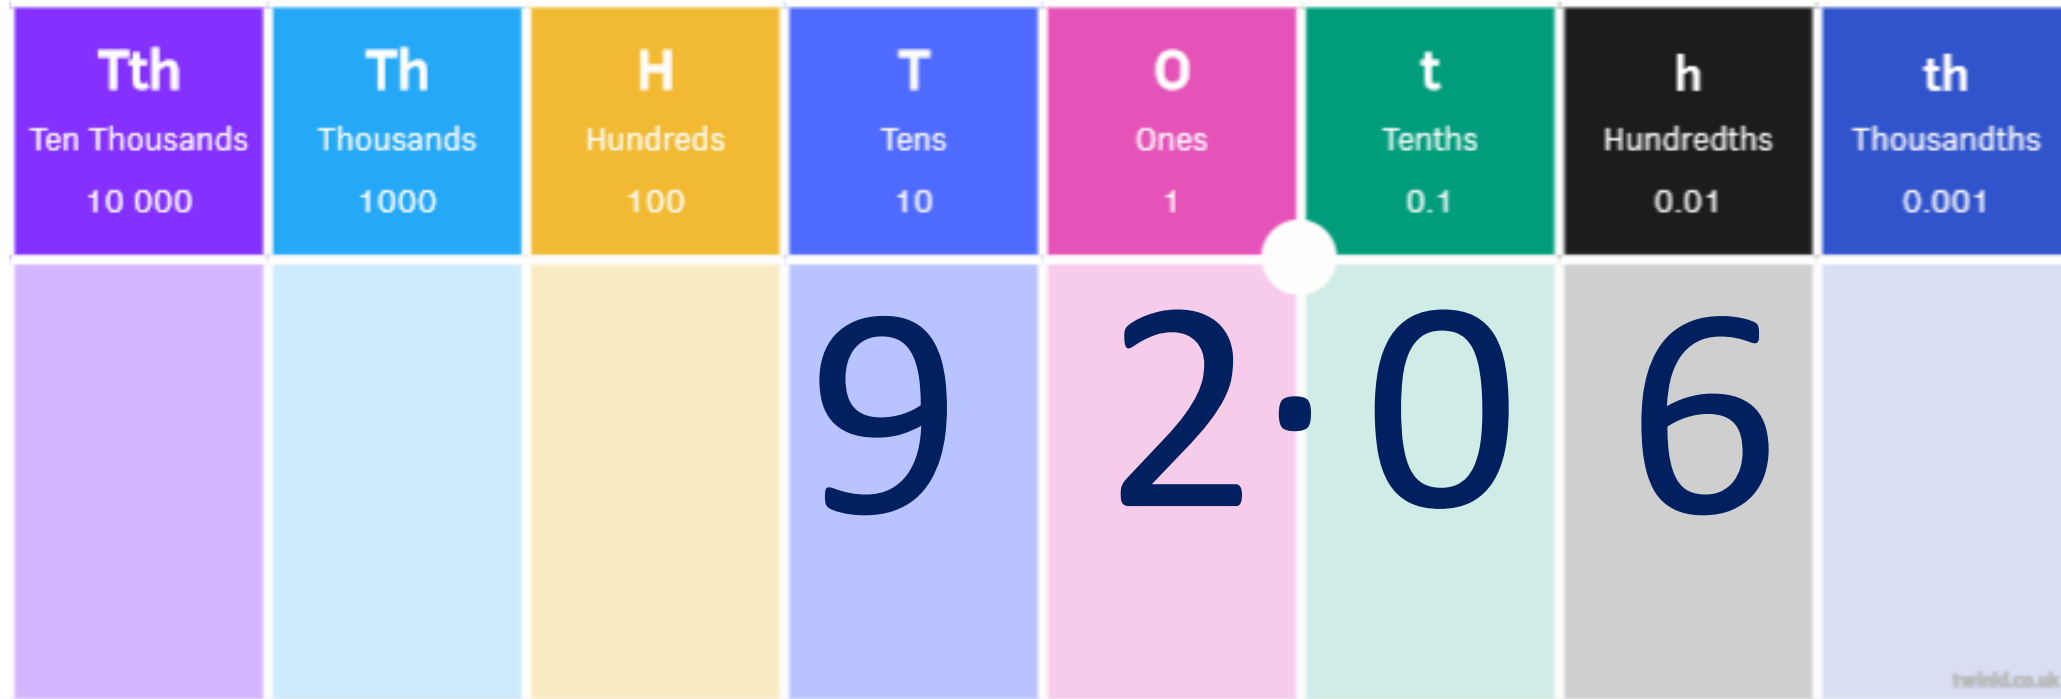 Tth Th H T O t h th
Ten Thousands Thousands Hundreds Tens Ones Tenths Hundredths Thousandths
10 000 1000 100 10 1 0.1 0.01 0.001
9 2·0 6
twinkl.co.uk